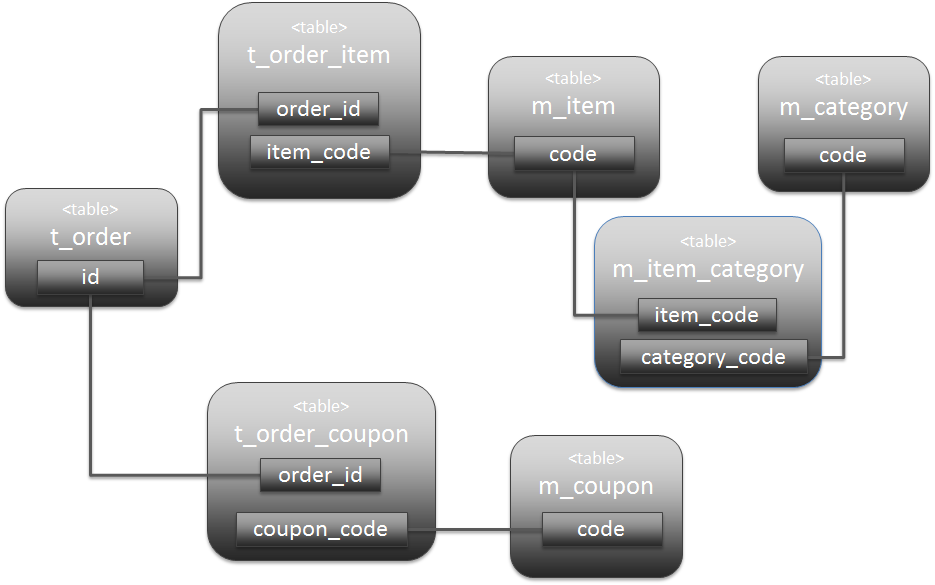 <table>
t_order_item
order_id
item_code
<table>
m_item
code
<table>
m_category
code
<table>
t_order
id
<table>
m_item_category
item_code
category_code
<table>
t_order_coupon
order_id
coupon_code
<table>
m_coupon
code